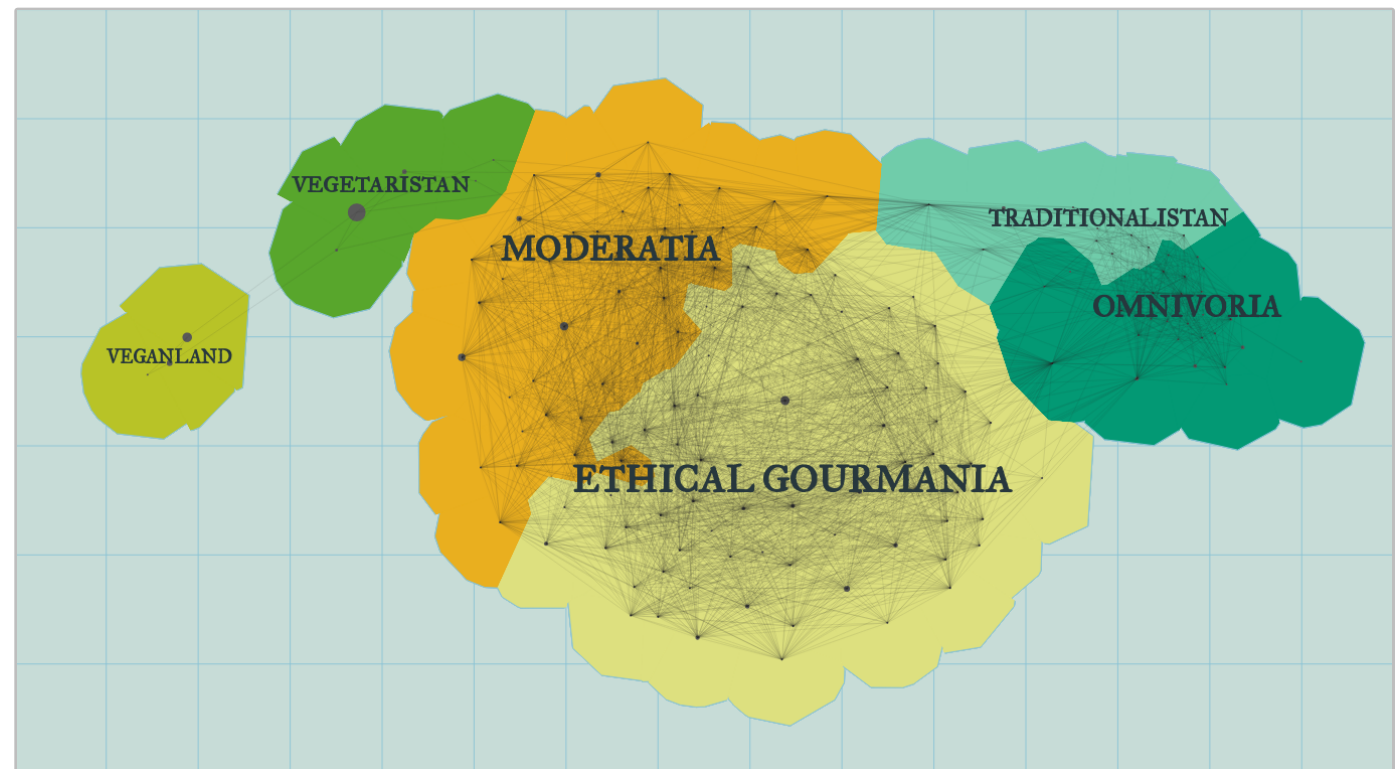 VEGETARISTAN
TRADITIONALISTAN
MODERATIA
OMNIVORIA
VEGANLAND
ETHICAL GOURMANIA